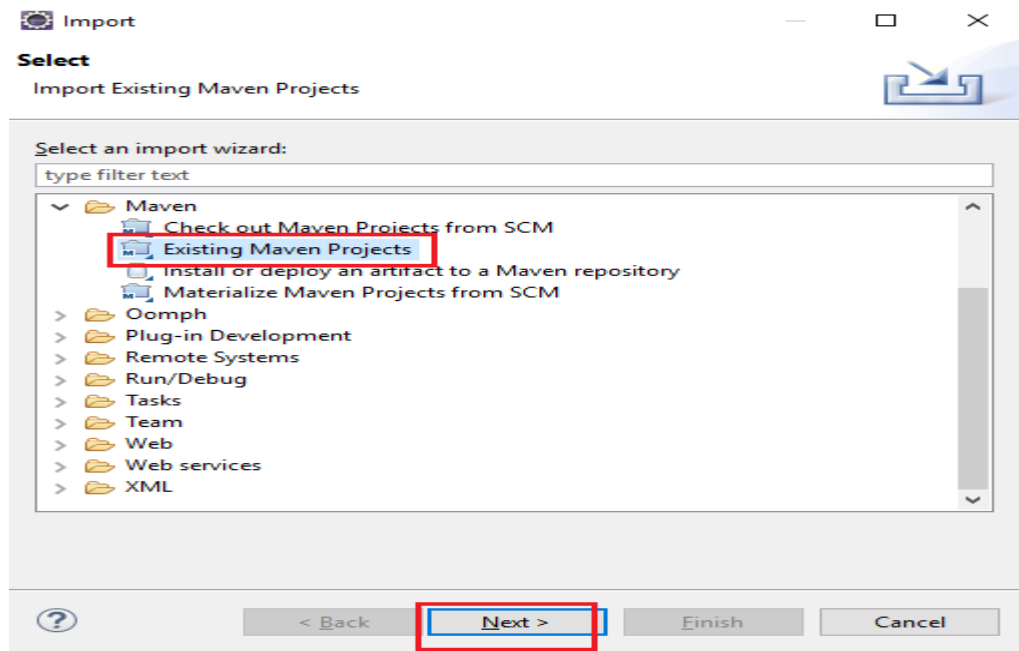 Import
Select
Import Existing Maven Projects
Select an import wizard:
type filter text
Maven
Check out Maven Projects from SCM
Existing Maven Projects
Install or deploy an artifact to a Maven repository
Materialize Maven Projects from SCM
Oomph
Plug-in Development
Remote Systems
Run/Debug
Tasks
Team
Web
Web services
XML
? < Back Next > Finish Cancel